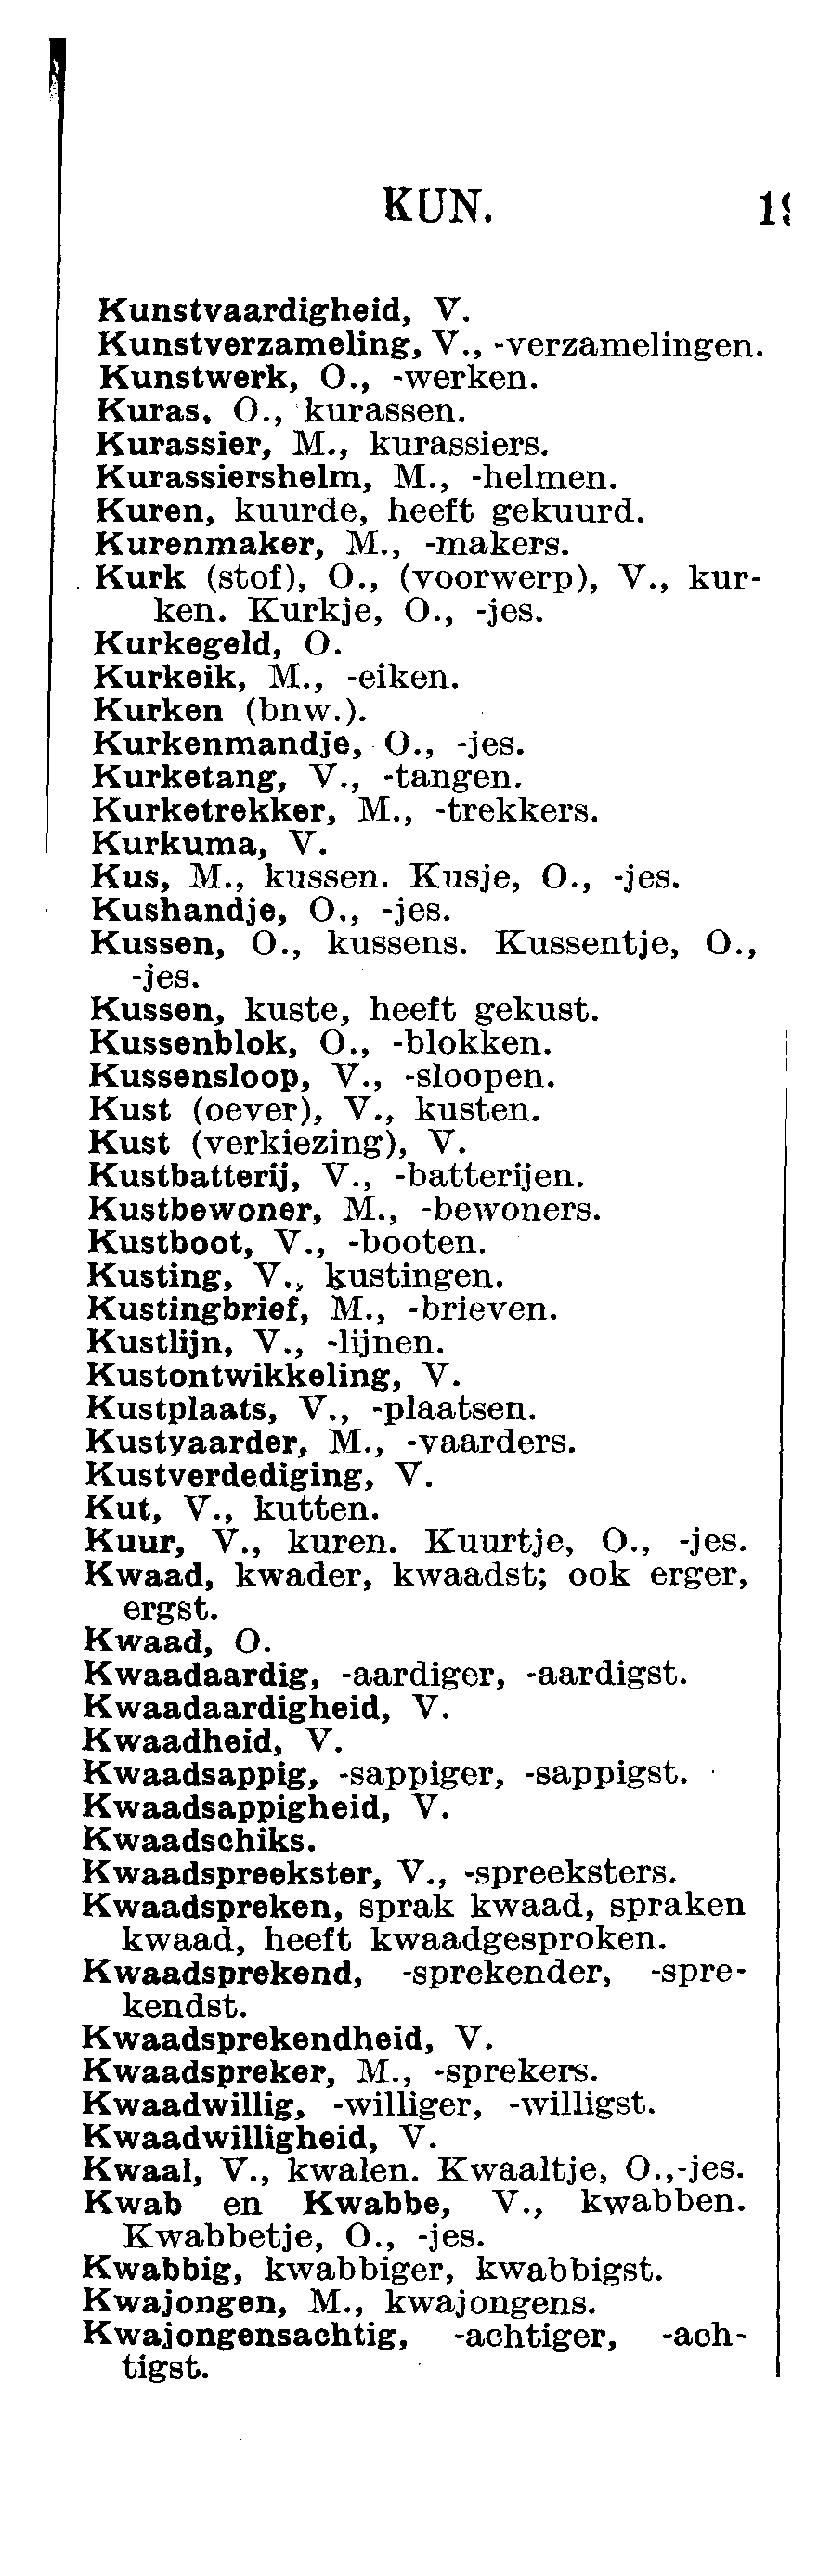 KUN.
Kunstvaardigheid, V.
Kunstverzameling, V., -verzamelingen.
Kunstwerk, O., -werken.
Kuras, O., kurassen.
Kurassier, M., kurassiers.
Kurassiershelm, M., -helmen.
Kuren, kuurde, heeft gekuurd.
Kurenmaker, M., -makers.
Kurk (stof), O., (voorwerp), V., kur-
ken. Kurkje, O., -jes.
Kurkegeld, O.
Kurkeik, M., -eiken.
Kurken (bnw.).
Kurkenmandje, O., -jes.
Kurketang, V., -tangen.
Kurketrekker, M., -trekkers.
Kurkuma, V.
Kus, M., kussen. Kusje, O., -jes.
Kushandje, O., -jes.
Kussen, O., kussens. Kussentje, O.,
-jes.
Kussen, kuste, heeft gekust.
Kussenblok, O., -blokken.
Kussensloop, V., -sloopen.
Kust (oever), V., kusten.
Kust (verkiezing), V.
Kustbatterij, V., -batterijen.
Kustbewoner, M., -bewoners.
Kustboot, V., -booten.
Kusting, V., kustingen.
Kustingbrief, M., -brieven.
Kustlijn, V., -lijnen.
Kustontwikkeling, V.
Kustplaats, V., -plaatsen.
Kustvaarder, M., -vaarders.
Kustverdediging, V.
Kut, V., kutten.
Kuur, V., kuren. Kuurtje, O., -jes.
Kwaad, kwader, kwaadst; ook erger,
ergst.
Kwaad, O.
Kwaadaardig, -aardiger, -aardigst.
Kwaadaardigheid, V.
Kwaadheid, V.
Kwaadsappig, -sappiger, -sappigst.
Kwaadsappigheid, V.
Kwaadschiks.
Kwaadspreekster, V., -spreeksters.
Kwaadspreken, sprak kwaad, spraken
kwaad, heeft kwaadgesproken.
Kwaadsprekend, -sprekender, -spre-
kendst.
Kwaadsprekendheid, V.
Kwaadspreker, M., -sprekers.
Kwaadwillig, -williger, -willigst.
Kwaadwilligheid, V.
Kwaal, V., kwalen. Kwaaltje, O.,-jes.
Kwab en Kwabbe, V., kwabben.
Kwabbetje, O., -jes.
Kwabbig, kwabbiger, kwabbigst.
Kwajongen, M., kwajongens.
Kwajongensachtig, -achtiger, -ach-
tigst.